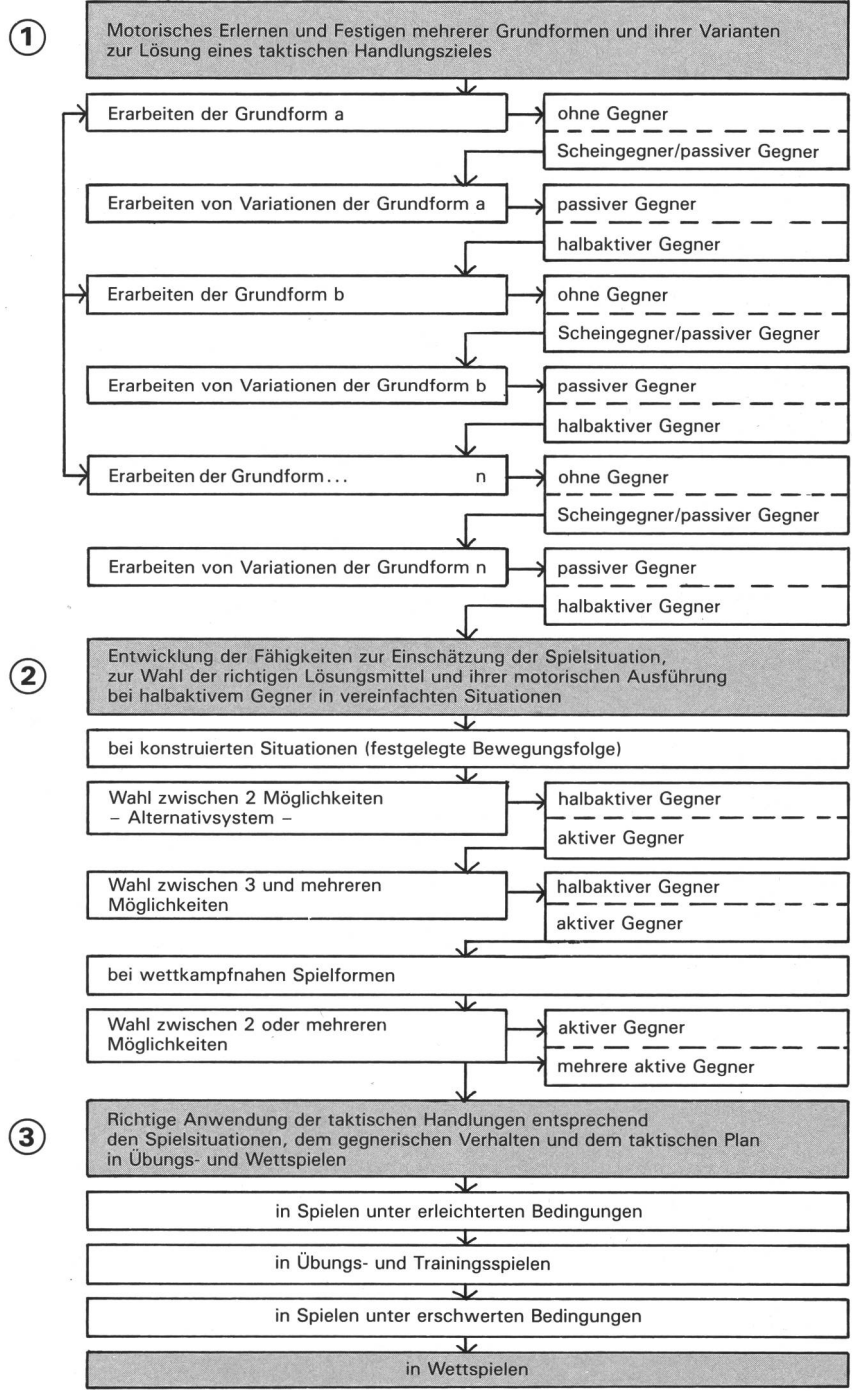 1
Motorisches Erlernen und Festigen mehrerer Grundformen und ihrer Varianten
zur Lösung eines taktischen Handlungszieles
Erarbeiten der Grundform a
ohne Gegner
Scheingegner/passiver Gegner
Erarbeiten von Variationen der Grundform a
passiver Gegner
halbaktiver Gegner
Erarbeiten der Grundform b
ohne Gegner
Scheingegner/passiver Gegner
Erarbeiten von Variationen der Grundform b
passiver Gegner
halbaktiver Gegner
Erarbeiten der Grundform... n
ohne Gegner
Scheingegner/passiver Gegner
Erarbeiten von Variationen der Grundform n
passiver Gegner
halbaktiver Gegner
2
Entwicklung der Fähigkeiten zur Einschätzung der Spielsituation,
zur Wahl der richtigen Lösungsmittel und ihrer motorischen Ausführung
bei halbaktivem Gegner in vereinfachten Situationen
bei konstruierten Situationen (festgelegte Bewegungsfolge)
Wahl zwischen 2 Möglichkeiten
– Alternativsystem –
halbaktiver Gegner
aktiver Gegner
Wahl zwischen 3 und mehreren
Möglichkeiten
halbaktiver Gegner
aktiver Gegner
bei wettkampfnahen Spielformen
Wahl zwischen 2 oder mehreren
Möglichkeiten
aktiver Gegner
mehrere aktive Gegner
3
Richtige Anwendung der taktischen Handlungen entsprechend
den Spielsituationen, dem gegnerischen Verhalten und dem taktischen Plan
in Übungs- und Wettspielen
in Spielen unter erleichterten Bedingungen
in Übungs- und Trainingsspielen
in Spielen unter erschwerten Bedingungen
in Wettspielen